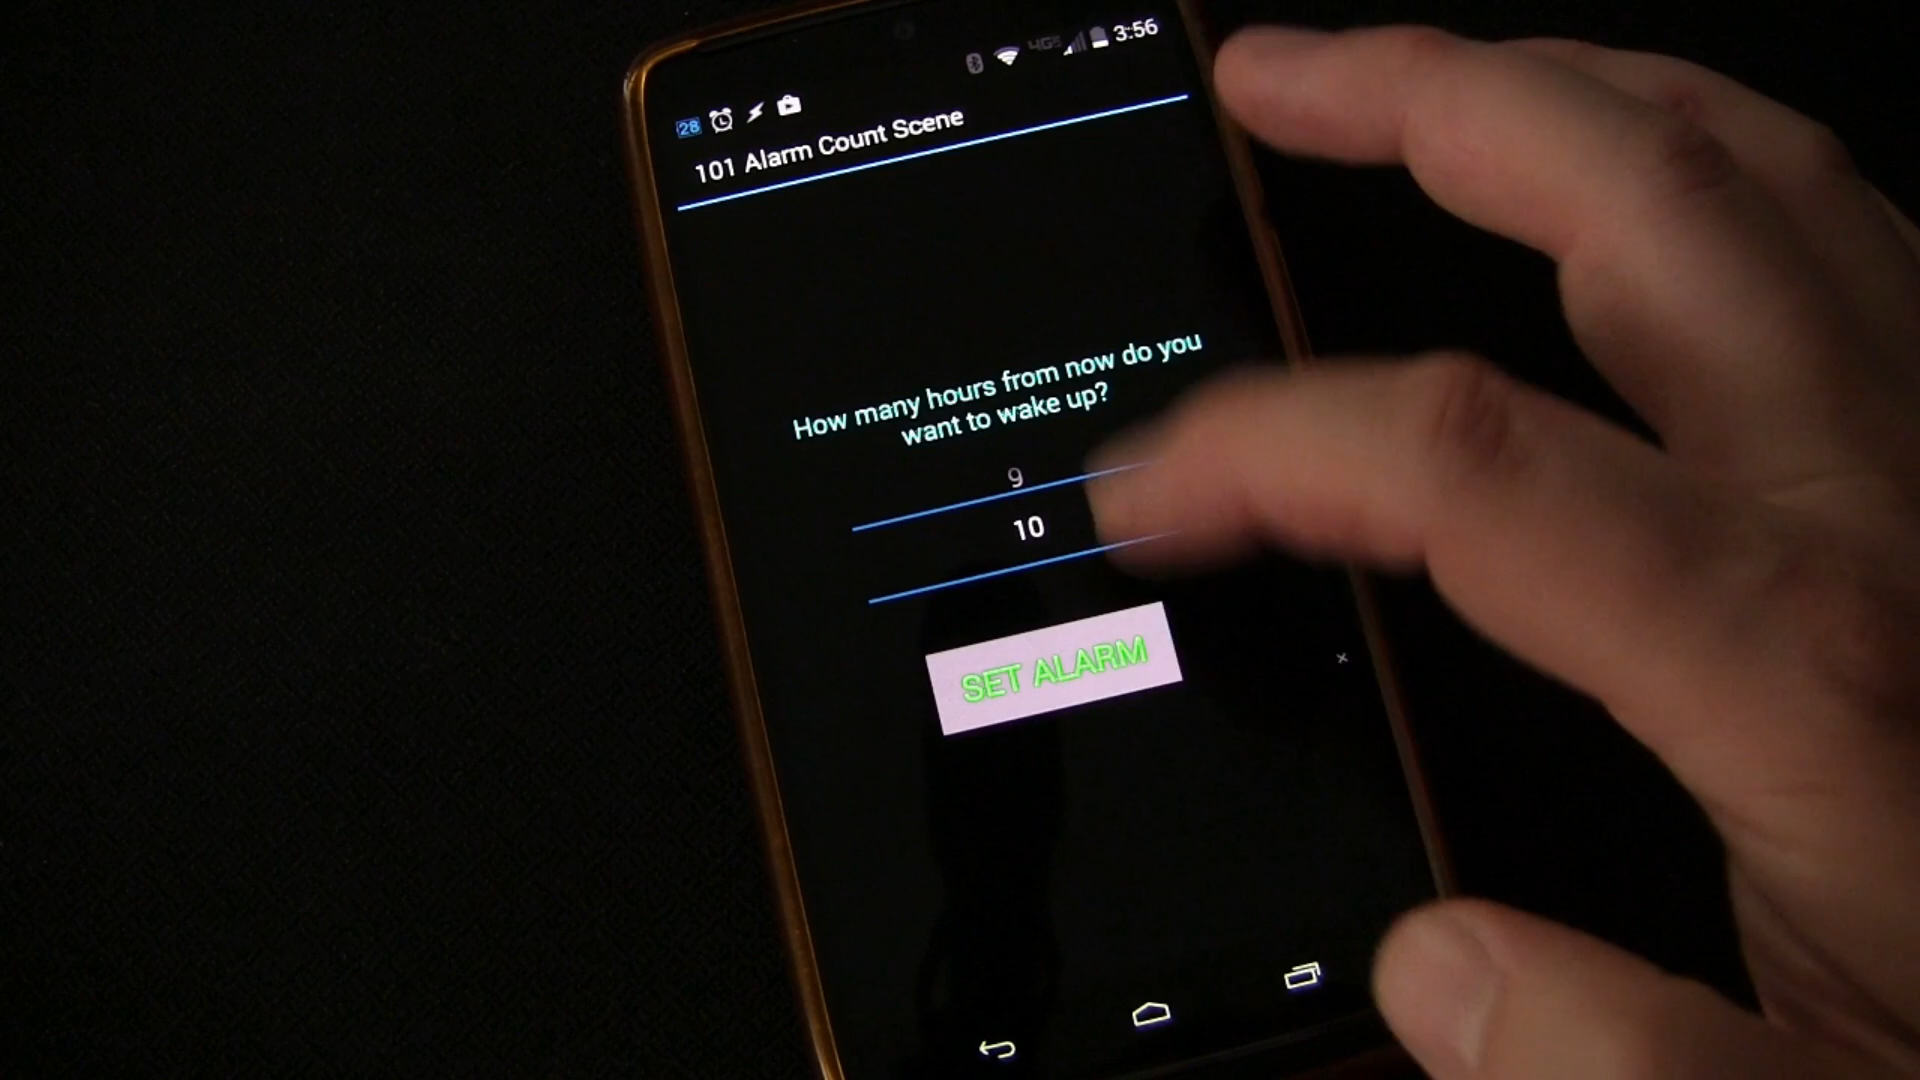 4G 3:56
28
101 Alarm Count Scene
How many hours from now do you
want to wake up?
9
10
SET ALARM